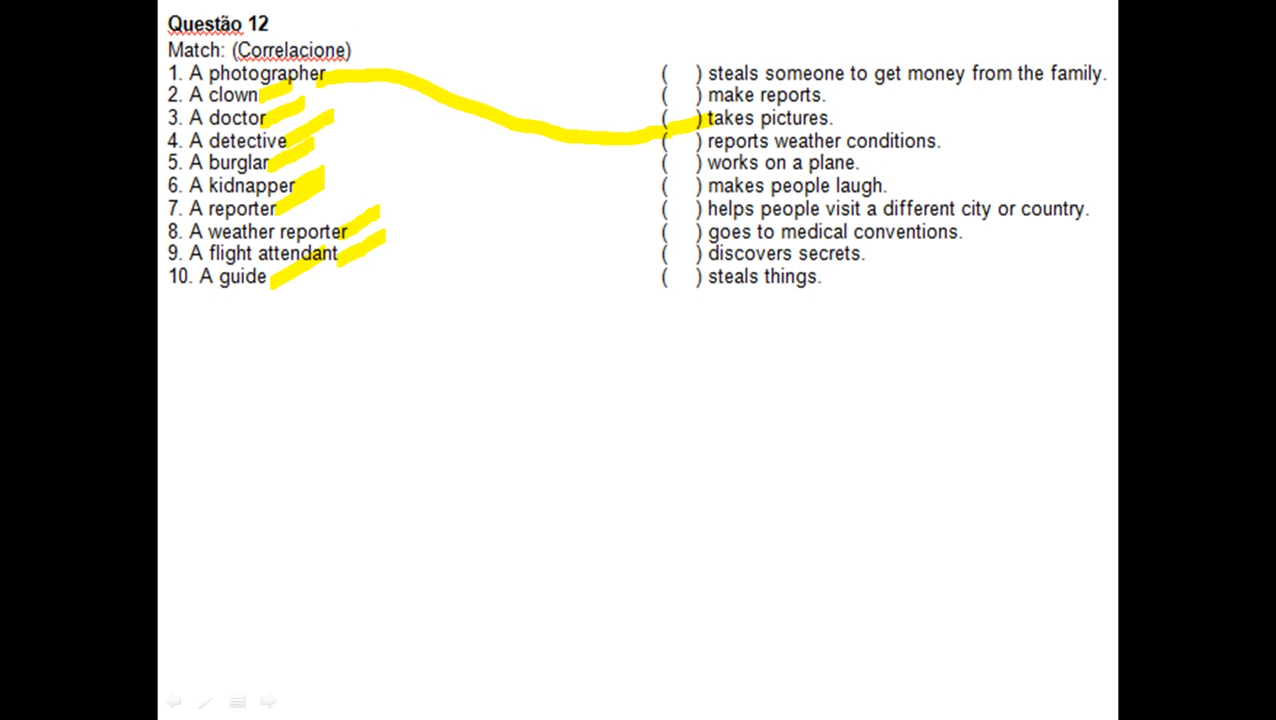 Questão 12
Match: (Correlacione)
1. A photographer ( ) steals someone to get money from the family.
2. A clown ( ) make reports.
3. A doctor ( ) takes pictures.
4. A detective ( ) reports weather conditions.
5. A burglar ( ) works on a plane.
6. A kidnapper ( ) makes people laugh.
7. A reporter ( ) helps people visit a different city or country.
8. A weather reporter ( ) goes to medical conventions.
9. A flight attendant ( ) discovers secrets.
10. A guide ( ) steals things.